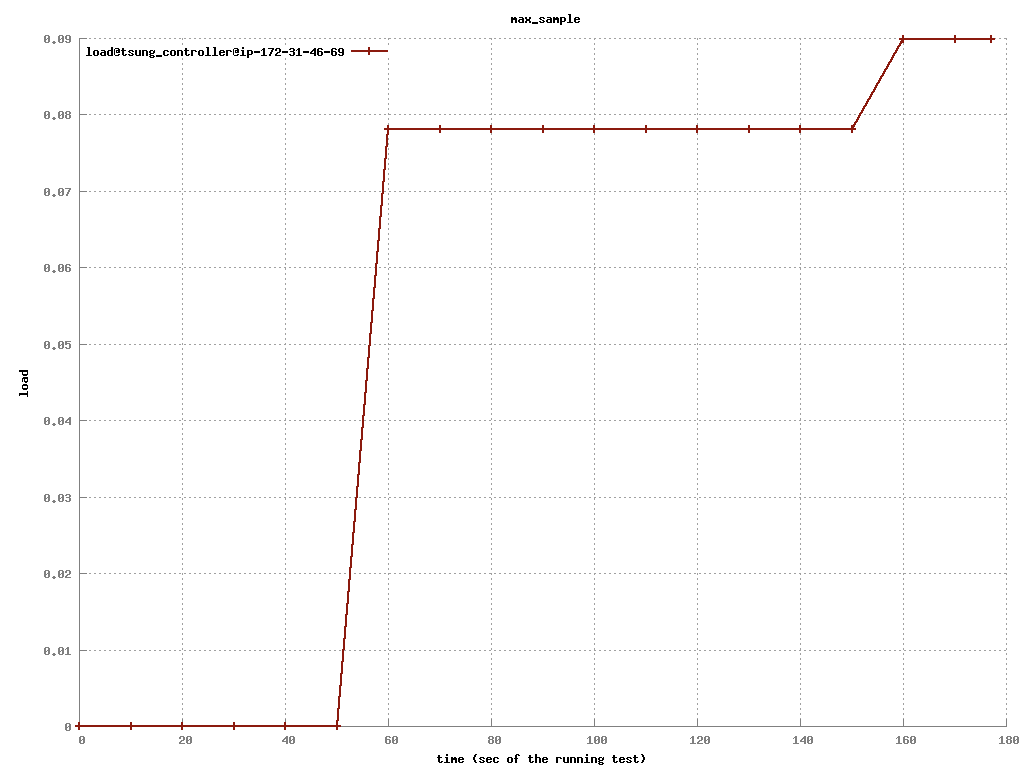 max_sample
load@tsung_controller@ip-172-31-46-69
0.09
0.08
0.07
0.06
0.05
0.04
0.03
0.02
0.01
0
load
0 20 40 60 80 100 120 140 160 180
time (sec of the running test)